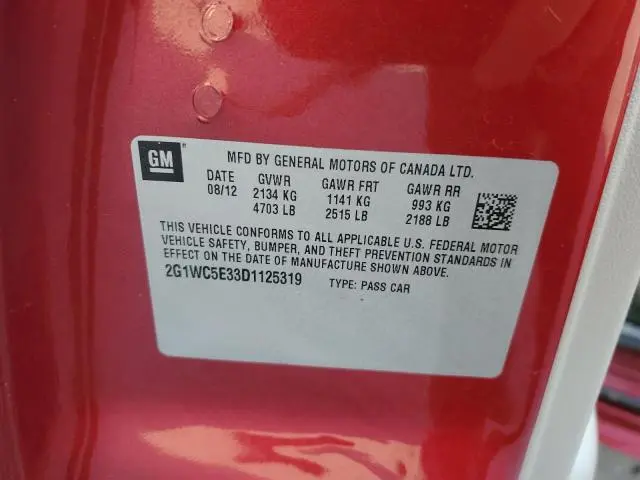 GM
MFD BY GENERAL MOTORS OF CANADA LTD.
DATE GVWR GAWR FRT GAWR RR
08/12 2134 KG 1141 KG 993 KG
4703 LB 2515 LB 2188 LB
THIS VEHICLE CONFORMS TO ALL APPLICABLE U.S. FEDERAL MOTOR
VEHICLE SAFETY, BUMPER, AND THEFT PREVENTION STANDARDS IN
EFFECT ON THE DATE OF MANUFACTURE SHOWN ABOVE.
2G1WC5E33D1125319 TYPE: PASS CAR